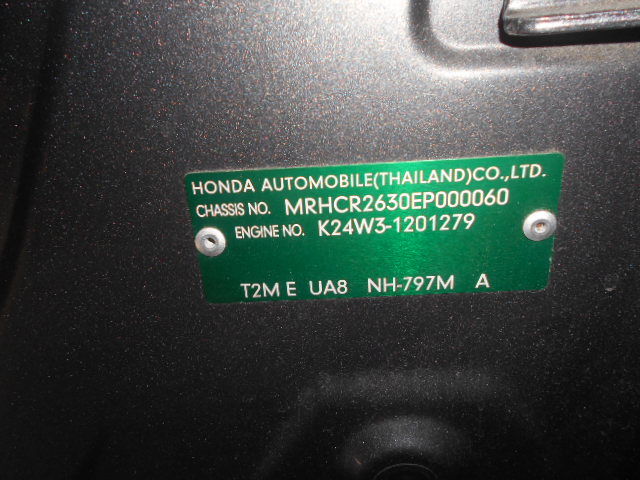 HONDA AUTOMOBILE(THAILAND)CO.,LTD.
CHASSIS NO. MRHCR2630EP000060
ENGINE NO. K24W3-1201279
T2M E UA8 NH-797M A